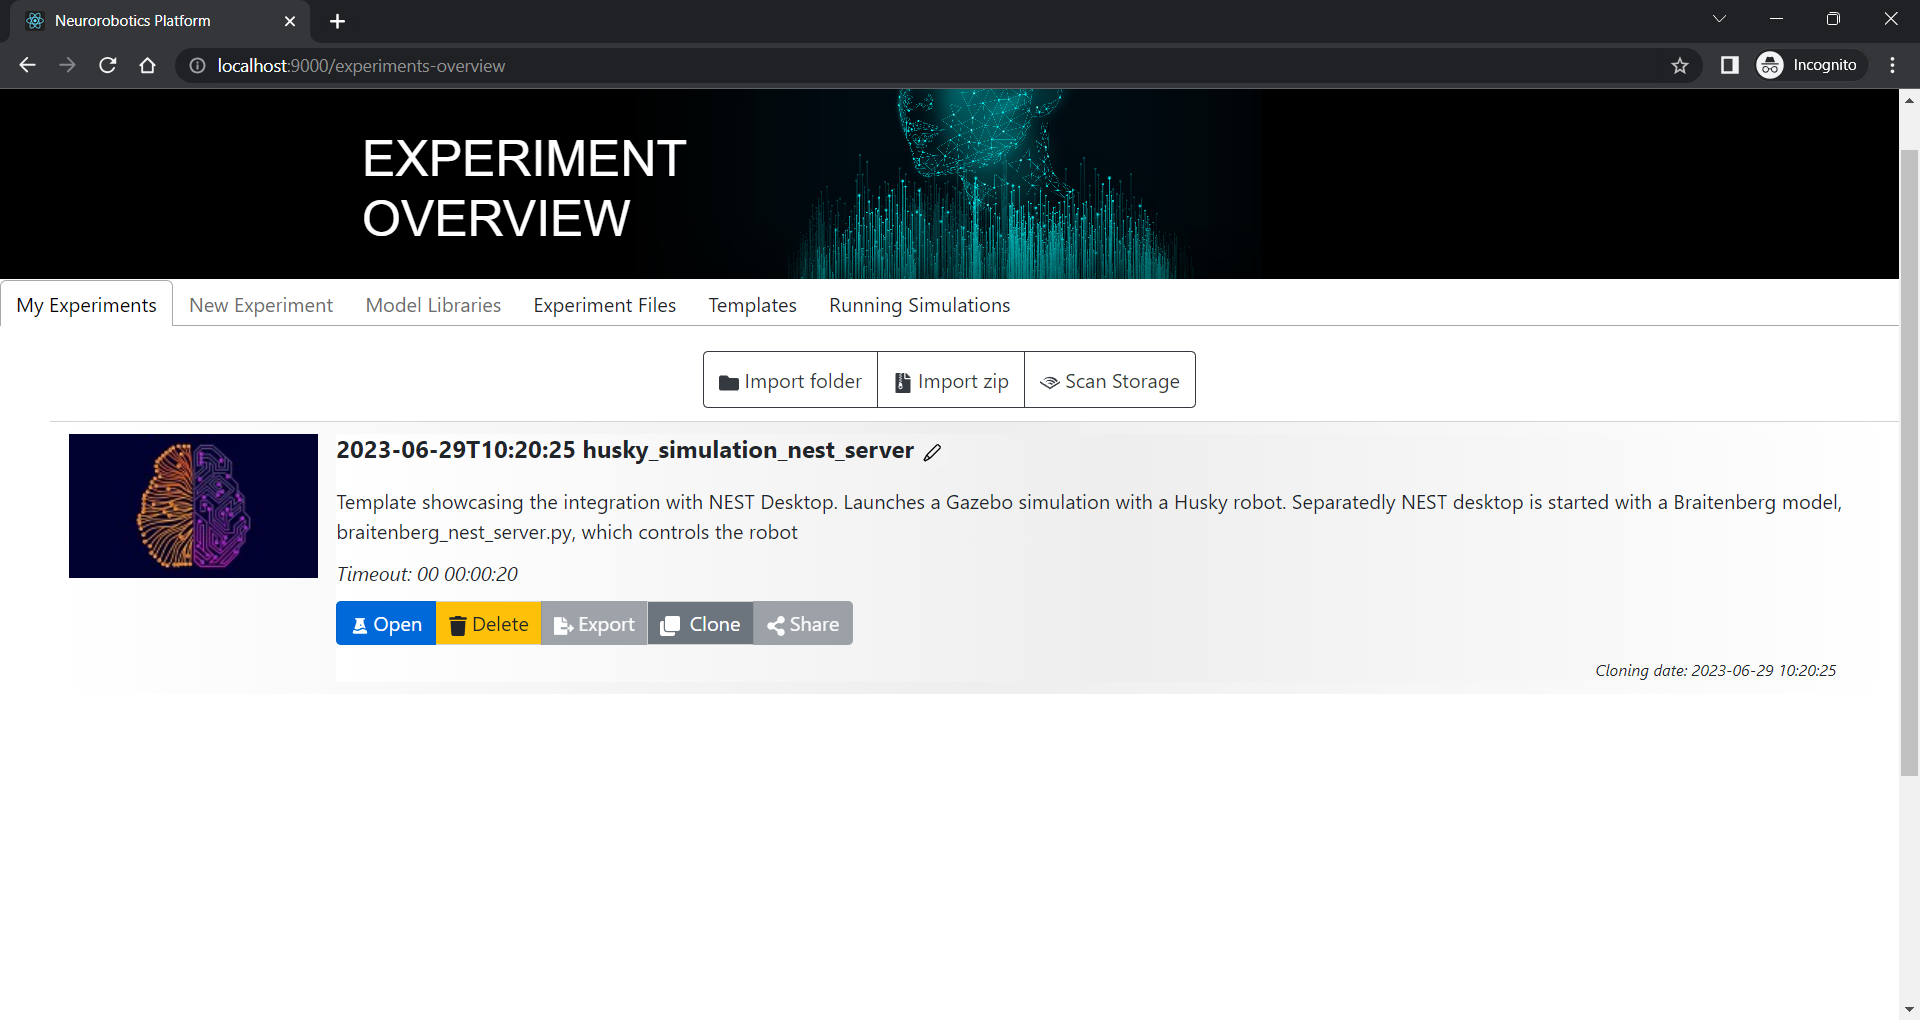 Neurorobotics Platform
localhost:9000/experiments-overview
Incognito
EXPERIMENT
OVERVIEW
My Experiments New Experiment Model Libraries Experiment Files Templates Running Simulations
Import folder Import zip Scan Storage
2023-06-29T10:20:25 husky_simulation_nest_server
Template showcasing the integration with NEST Desktop. Launches a Gazebo simulation with a Husky robot. Separatedly NEST desktop is started with a Braitenberg model,
braitenberg_nest_server.py, which controls the robot
Timeout: 00 00:00:20
Open Delete Export Clone Share
Cloning date: 2023-06-29 10:20:25